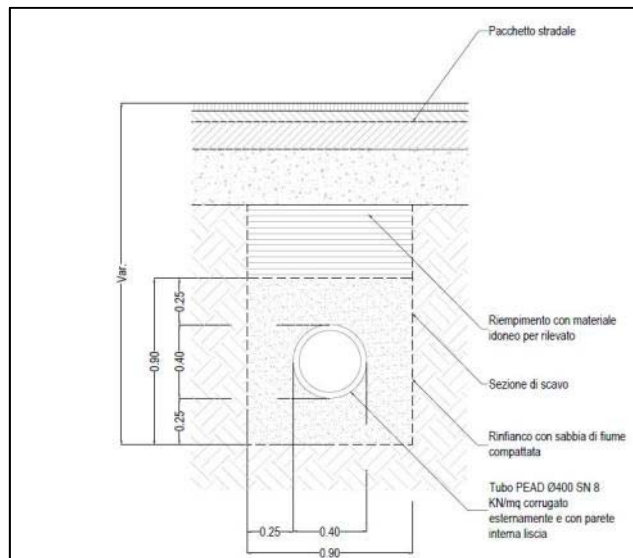 Pacchetto stradale
Var.
0.25
0.90
0.40
0.25
Riempimento con materiale
idoneo per rilevato
Sezione di scavo
Rinfianco con sabbia di fiume
compattata
Tubo PEAD Ø400 SN 8
KN/mq corrugato
esternamente e con parete
interna liscia
0.25
0.40
0.90